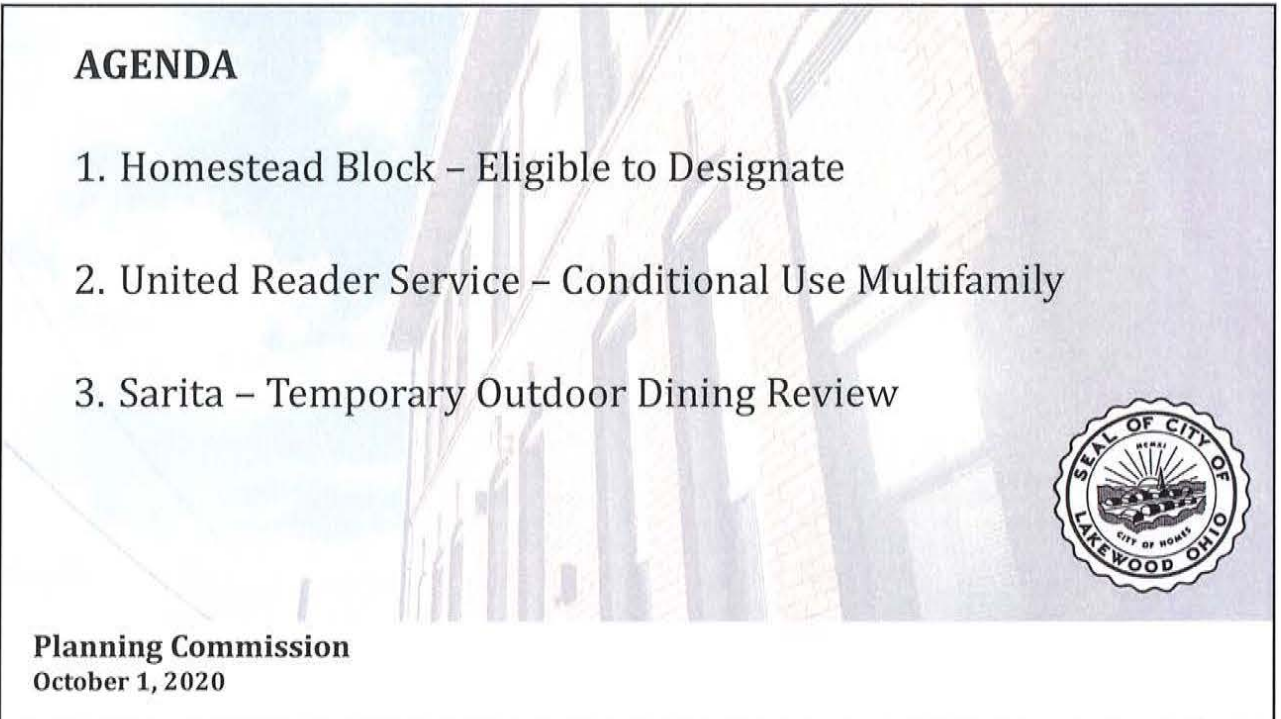 AGENDA
1. Homestead Block – Eligible to Designate
2. United Reader Service – Conditional Use Multifamily
3. Sarita – Temporary Outdoor Dining Review
SEAL OF CITY OF
MCMXI
CITY OF HOMES
LAKEWOOD OHIO
Planning Commission
October 1, 2020